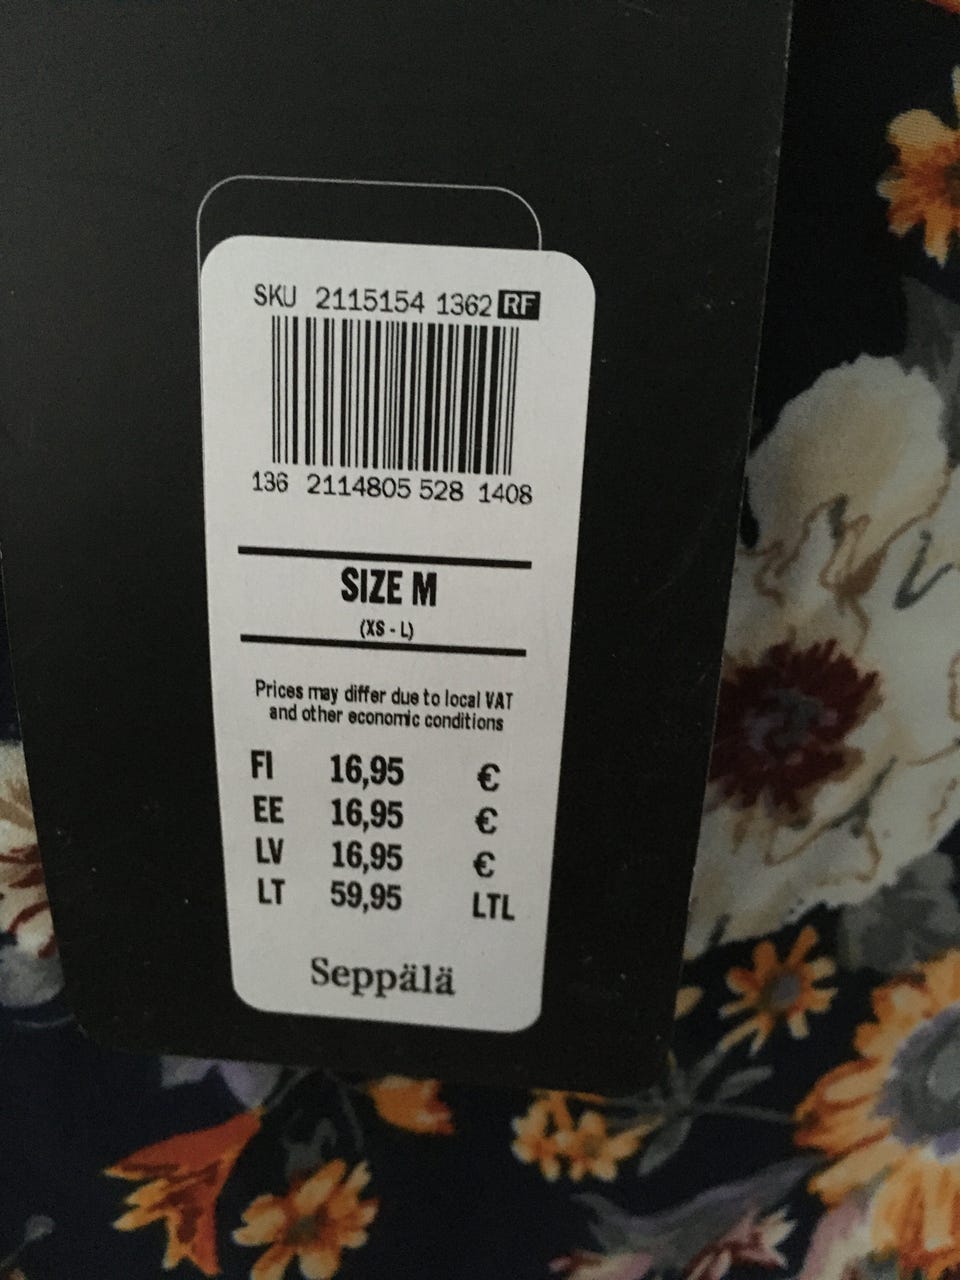 SKU 2115154 1362 RF
136 2114805 528 1408
SIZE M
(XS - L)
Prices may differ due to local VAT
and other economic conditions
FI 16,95 €
EE 16,95 €
LV 16,95 €
LT 59,95 LTL
Seppälä